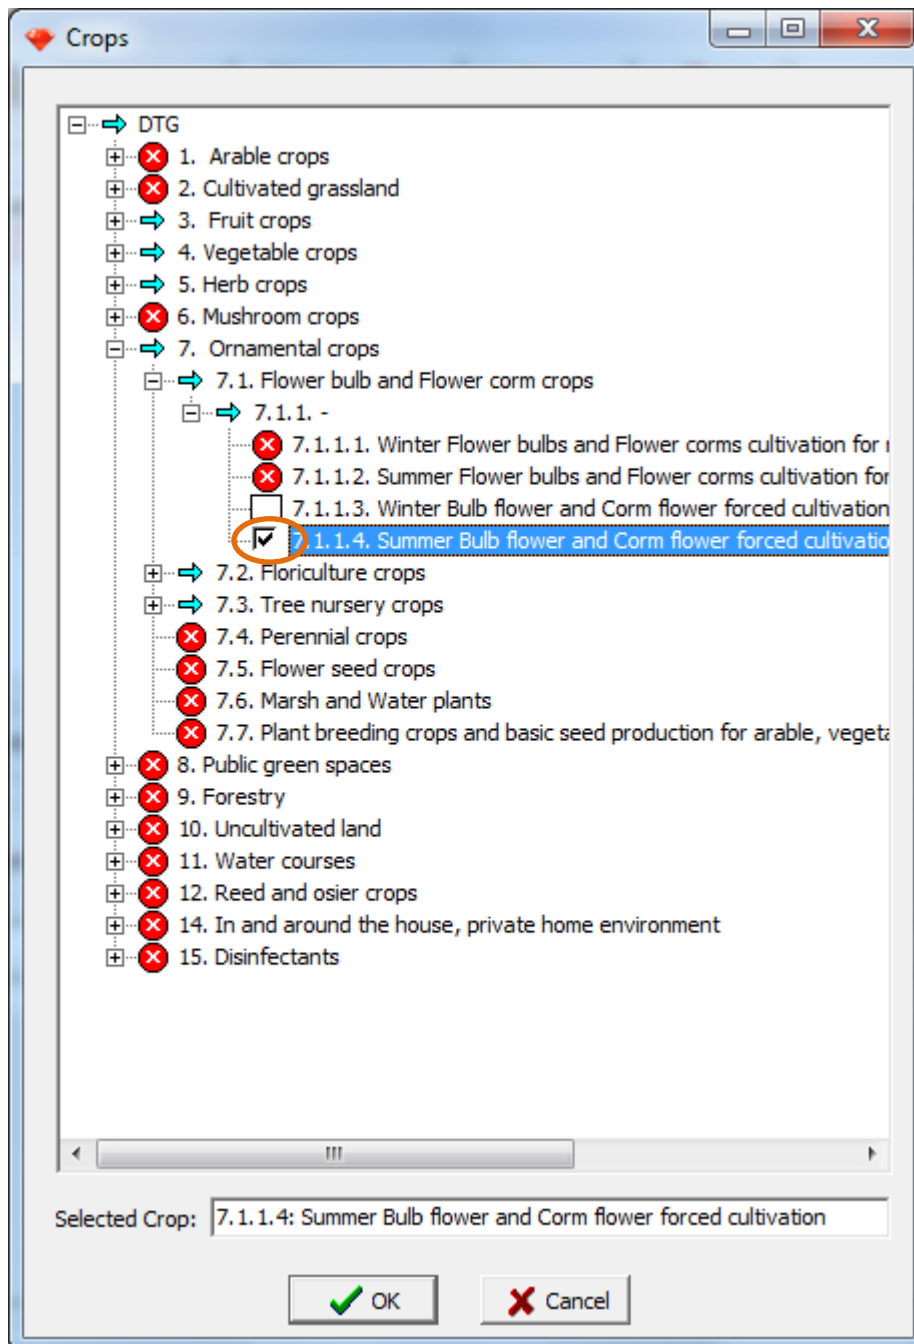 Crops
DTG
1. Arable crops
2. Cultivated grassland
3. Fruit crops
4. Vegetable crops
5. Herb crops
6. Mushroom crops
7. Ornamental crops
7.1. Flower bulb and Flower corm crops
7.1.1. -
7.1.1.1. Winter Flower bulbs and Flower corms cultivation for
7.1.1.2. Summer Flower bulbs and Flower corms cultivation for
7.1.1.3. Winter Bulb flower and Corm flower forced cultivation
7.1.1.4. Summer Bulb flower and Corm flower forced cultivatio
7.2. Floriculture crops
7.3. Tree nursery crops
7.4. Perennial crops
7.5. Flower seed crops
7.6. Marsh and Water plants
7.7. Plant breeding crops and basic seed production for arable, vegeta
8. Public green spaces
9. Forestry
10. Uncultivated land
11. Water courses
12. Reed and osier crops
14. In and around the house, private home environment
15. Disinfectants
Selected Crop: 7.1.1.4: Summer Bulb flower and Corm flower forced cultivation
OK Cancel